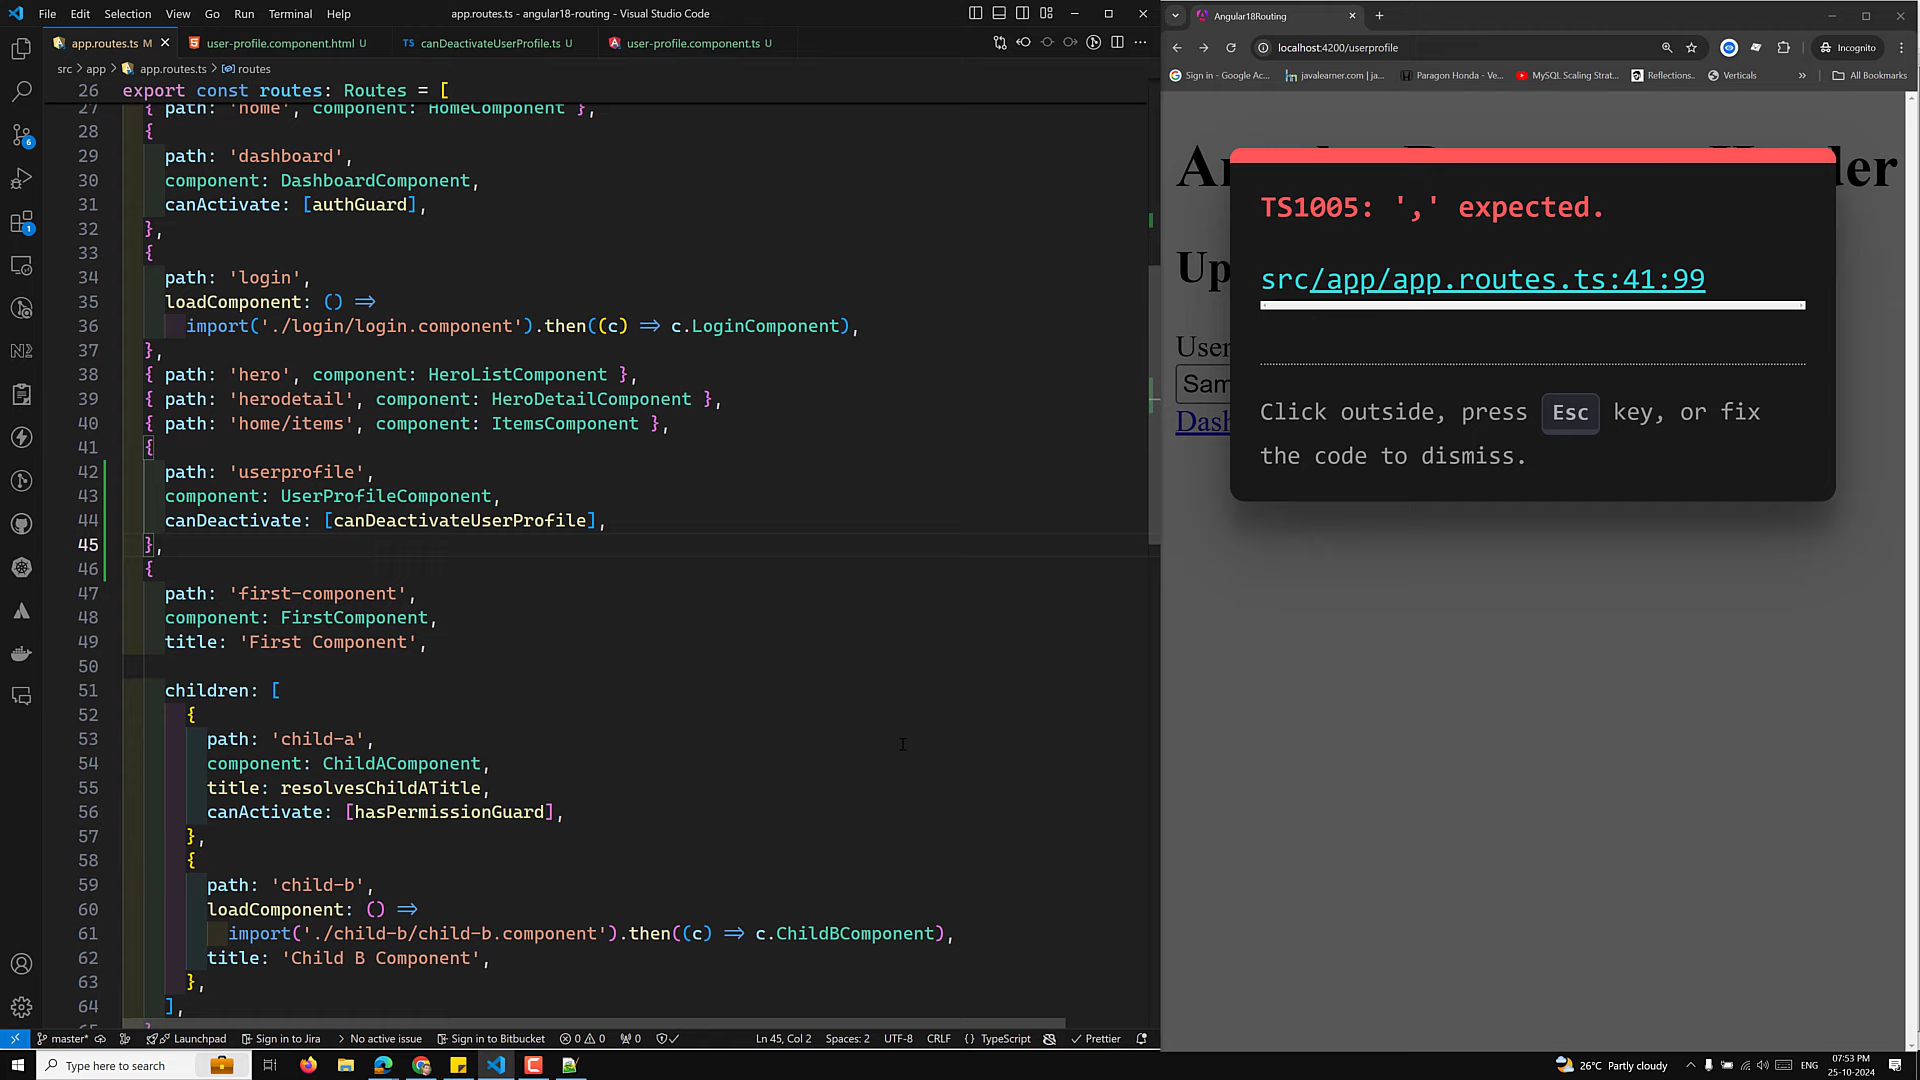 File Edit Selection View Go Run Terminal Help
app.routes.ts - angular18-routing - Visual Studio Code
app.routes.ts M
user-profile.component.html U
TS canDeactivateUserProfile.ts U
user-profile.component.ts U
src > app > app.routes.ts > routes
26 export const routes: Routes = [
27 { path: 'home', component: HomeComponent },
28 {
29 path: 'dashboard',
30 component: DashboardComponent,
31 canActivate: [authGuard],
32 },
33 {
34 path: 'login',
35 loadComponent: () =>
36 import('./login/login.component').then((c) => c.LoginComponent),
37 },
38 { path: 'hero', component: HeroListComponent },
39 { path: 'herodetail', component: HeroDetailComponent },
40 { path: 'home/items', component: ItemsComponent },
41 {
42 path: 'userprofile',
43 component: UserProfileComponent,
44 canDeactivate: [canDeactivateUserProfile],
45 },
46 {
47 path: 'first-component',
48 component: FirstComponent,
49 title: 'First Component',
50
51 children: [
52 {
53 path: 'child-a',
54 component: ChildAComponent,
55 title: resolvesChildATitle,
56 canActivate: [hasPermissionGuard],
57 },
58 {
59 path: 'child-b',
60 loadComponent: () =>
61 import('./child-b/child-b.component').then((c) => c.ChildBComponent),
62 title: 'Child B Component',
63 },
64 ],
master* Launchpad Sign in to Jira No active issue Sign in to Bitbucket 0 0 0 Ln 45, Col 2 Spaces: 2 UTF-8 CRLF {} TypeScript Prettier
Angular18Routing
localhost:4200/userprofile
Incognito
Sign in - Google Ac... javalearner.com | ja... Paragon Honda - Ve... MySQL Scaling Strat... Reflections.. Verticals » All Bookmarks
TS1005: ',' expected.
src/app/app.routes.ts:41:99
Click outside, press Esc key, or fix
the code to dismiss.
Up
User
Sam
Dash
Type here to search
26°C Partly cloudy
ENG
07:53 PM
25-10-2024